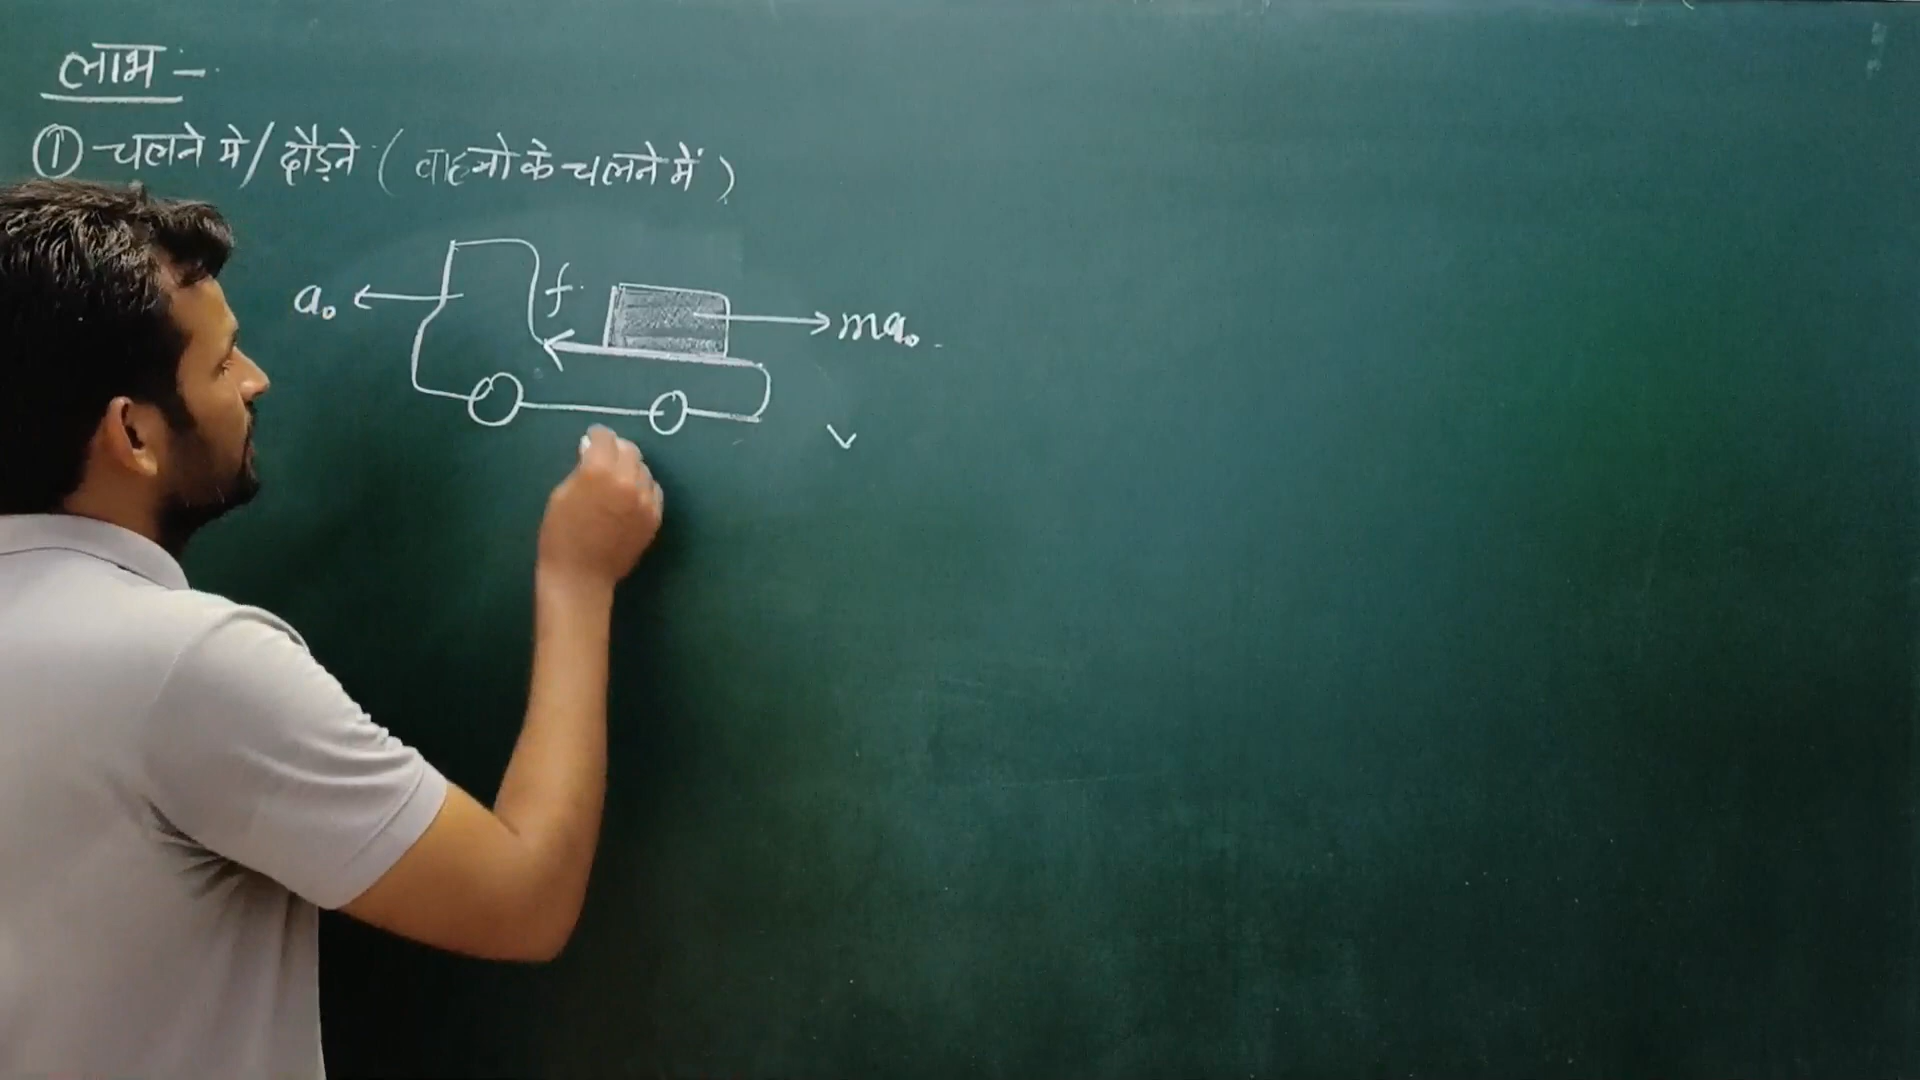 लाभ -
① चलने मे / दौड़ने ( वाहनो के चलने में )
a₀
f
ma₀